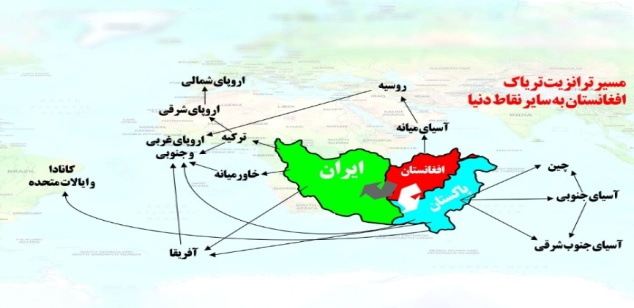 مسیر ترانزیت تریاک
افغانستان به سایر نقاط دنیا
اروپای شمالی
روسیه
اروپای شرقی
ترکیه
آسیای میانه
اروپای غربی
و جنوبی
خاورمیانه
ایران
افغانستان
پاکستان
چین
آسیای جنوبی
آسیای جنوب شرقی
کانادا
و ایالات متحده
آفریقا